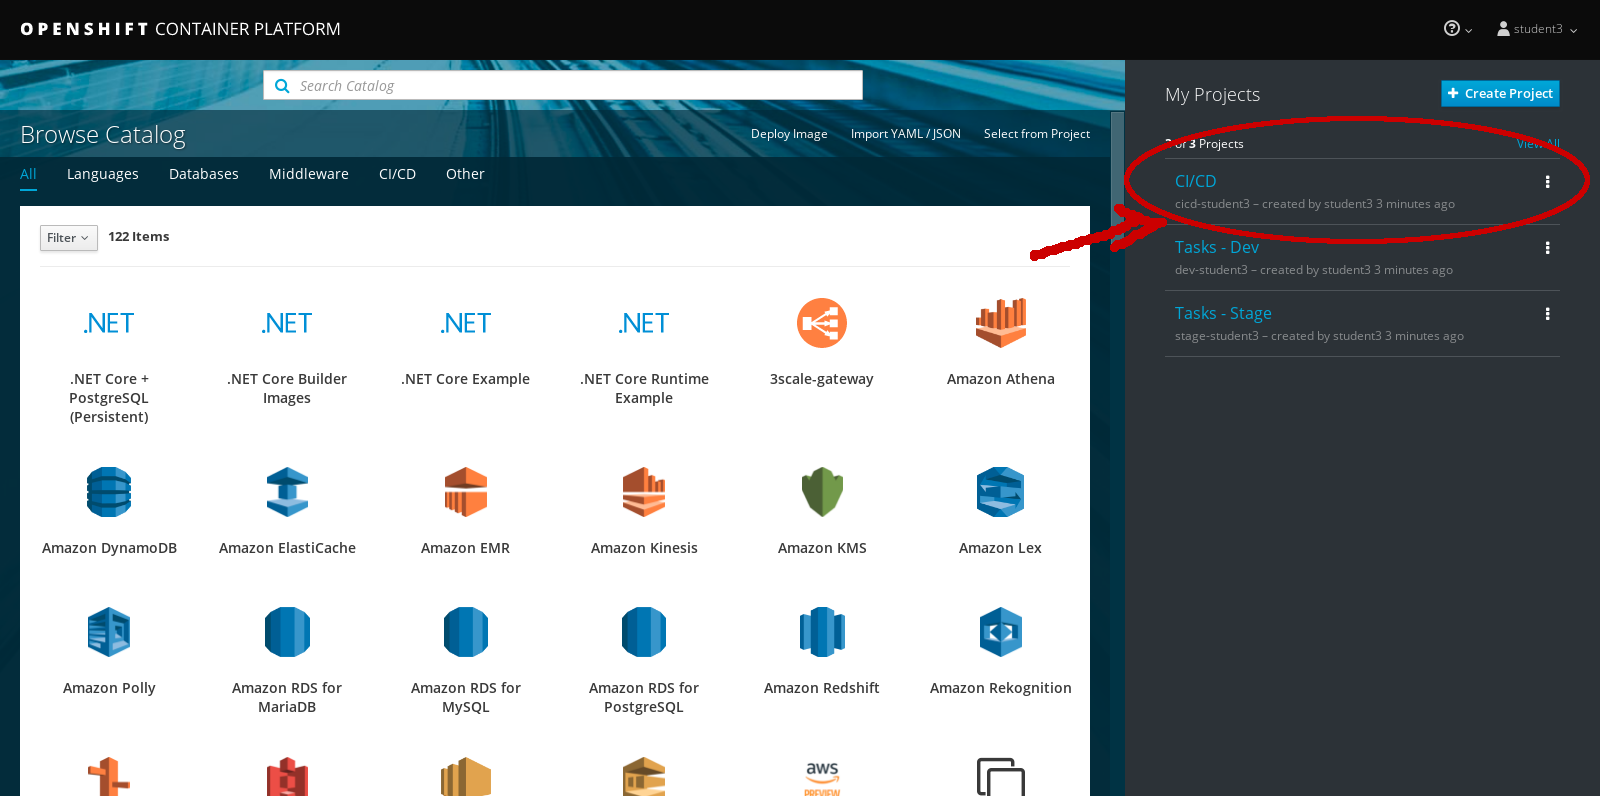 OPENSHIFT CONTAINER PLATFORM
student3
Search Catalog
Browse Catalog
Deploy Image
Import YAML / JSON
Select from Project
All
Languages
Databases
Middleware
CI/CD
Other
Filter
122 Items
.NET
.NET
.NET
.NET
.NET Core +
PostgreSQL
(Persistent)
.NET Core Builder
Images
.NET Core Example
.NET Core Runtime
Example
3scale-gateway
Amazon Athena
Amazon DynamoDB
Amazon ElastiCache
Amazon EMR
Amazon Kinesis
Amazon KMS
Amazon Lex
Amazon Polly
Amazon RDS for
MariaDB
Amazon RDS for
MySQL
Amazon RDS for
PostgreSQL
Amazon Redshift
Amazon Rekognition
aws
PREVIEW
My Projects
Create Project
of 3 Projects
View All
CI/CD
cicd-student3 – created by student3 3 minutes ago
Tasks - Dev
dev-student3 – created by student3 3 minutes ago
Tasks - Stage
stage-student3 – created by student3 3 minutes ago